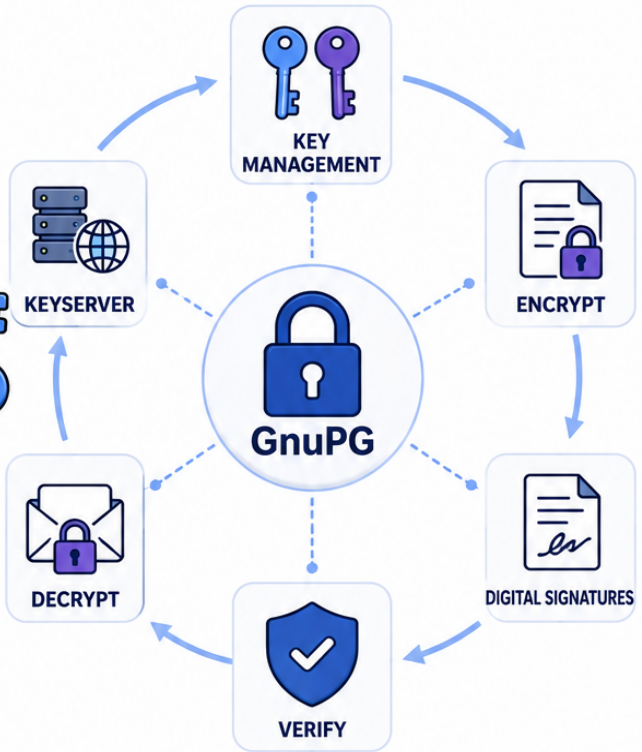 KEY
MANAGEMENT
KEYSERVER
ENCRYPT
GnuPG
DECRYPT
DIGITAL SIGNATURES
VERIFY